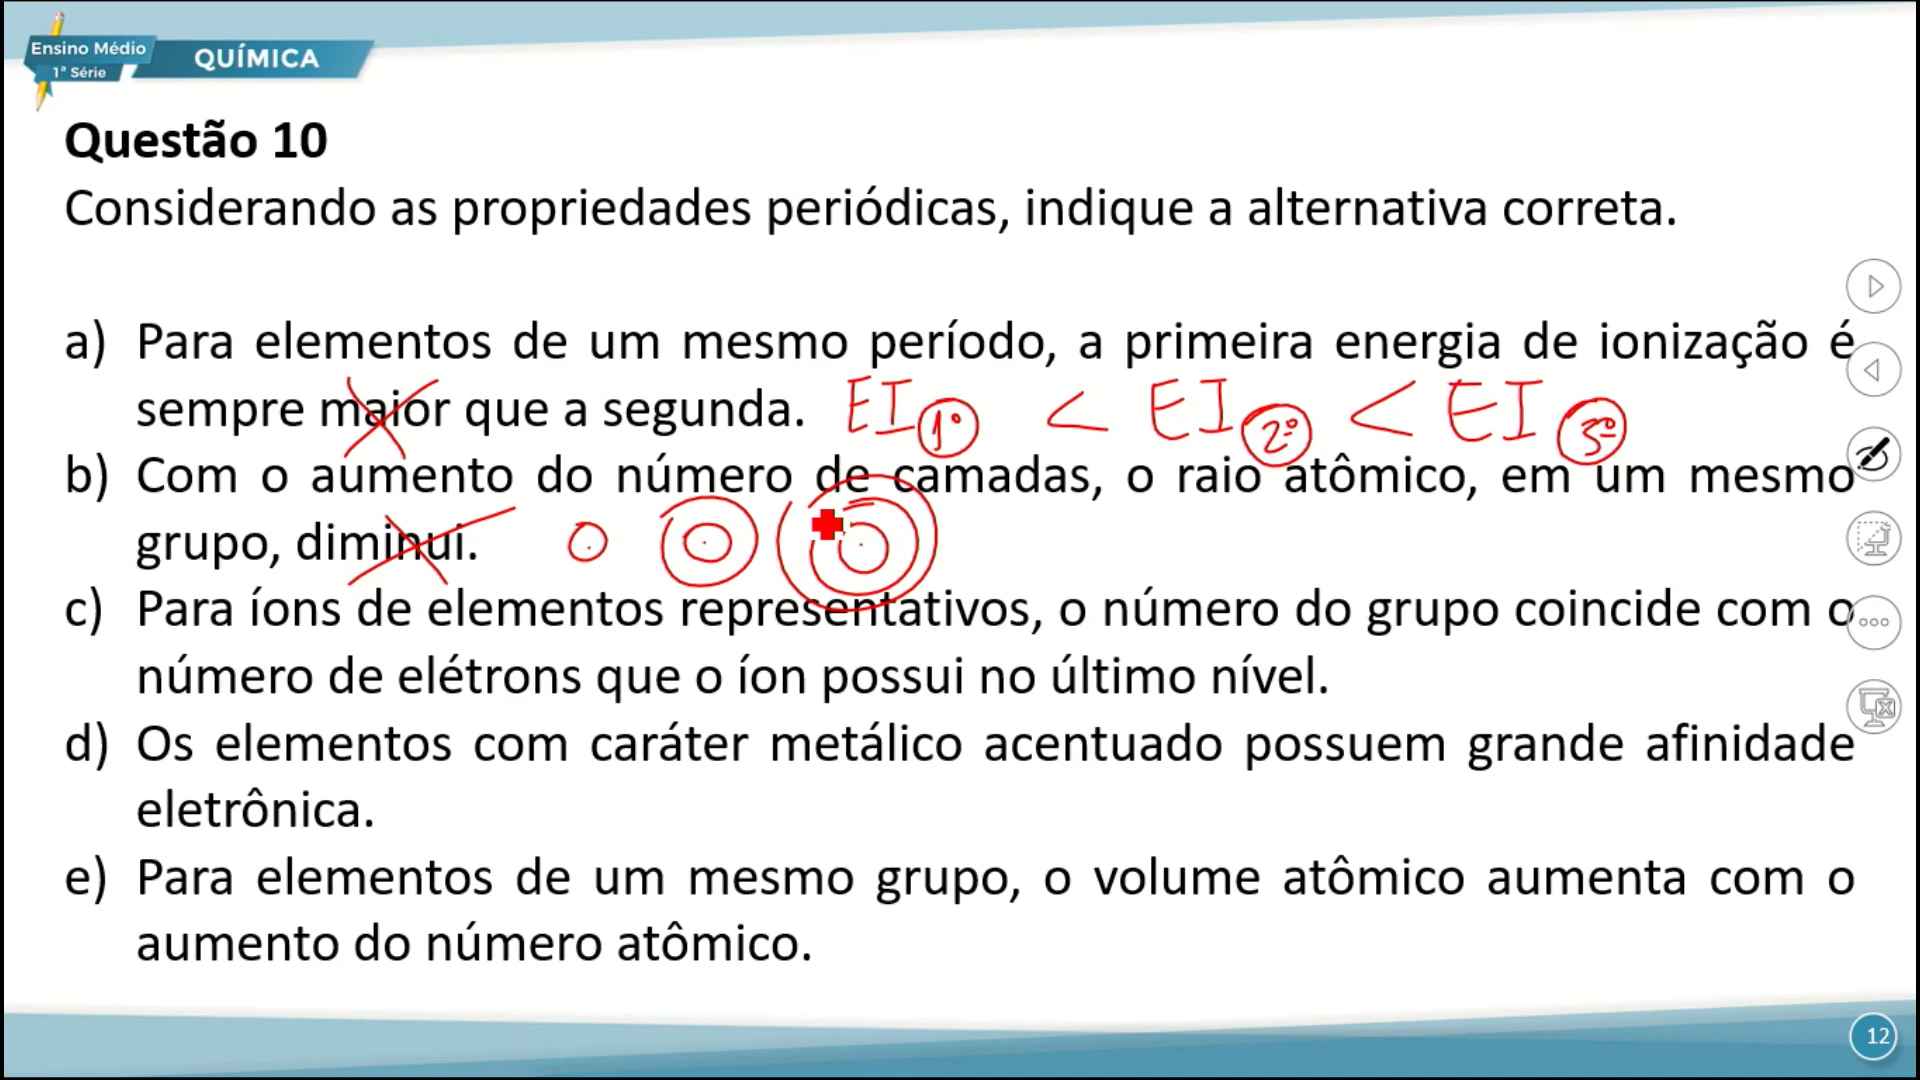 Ensino Médio
1ª Série
QUÍMICA
Questão 10
Considerando as propriedades periódicas, indique a alternativa correta.
a) Para elementos de um mesmo período, a primeira energia de ionização é
sempre maior que a segunda. EI 1º < EI 2º < EI 3º
b) Com o aumento do número de camadas, o raio atômico, em um mesmo
grupo, diminui.
c) Para íons de elementos representativos, o número do grupo coincide com o
número de elétrons que o íon possui no último nível.
d) Os elementos com caráter metálico acentuado possuem grande afinidade
eletrônica.
e) Para elementos de um mesmo grupo, o volume atômico aumenta com o
aumento do número atômico.
12